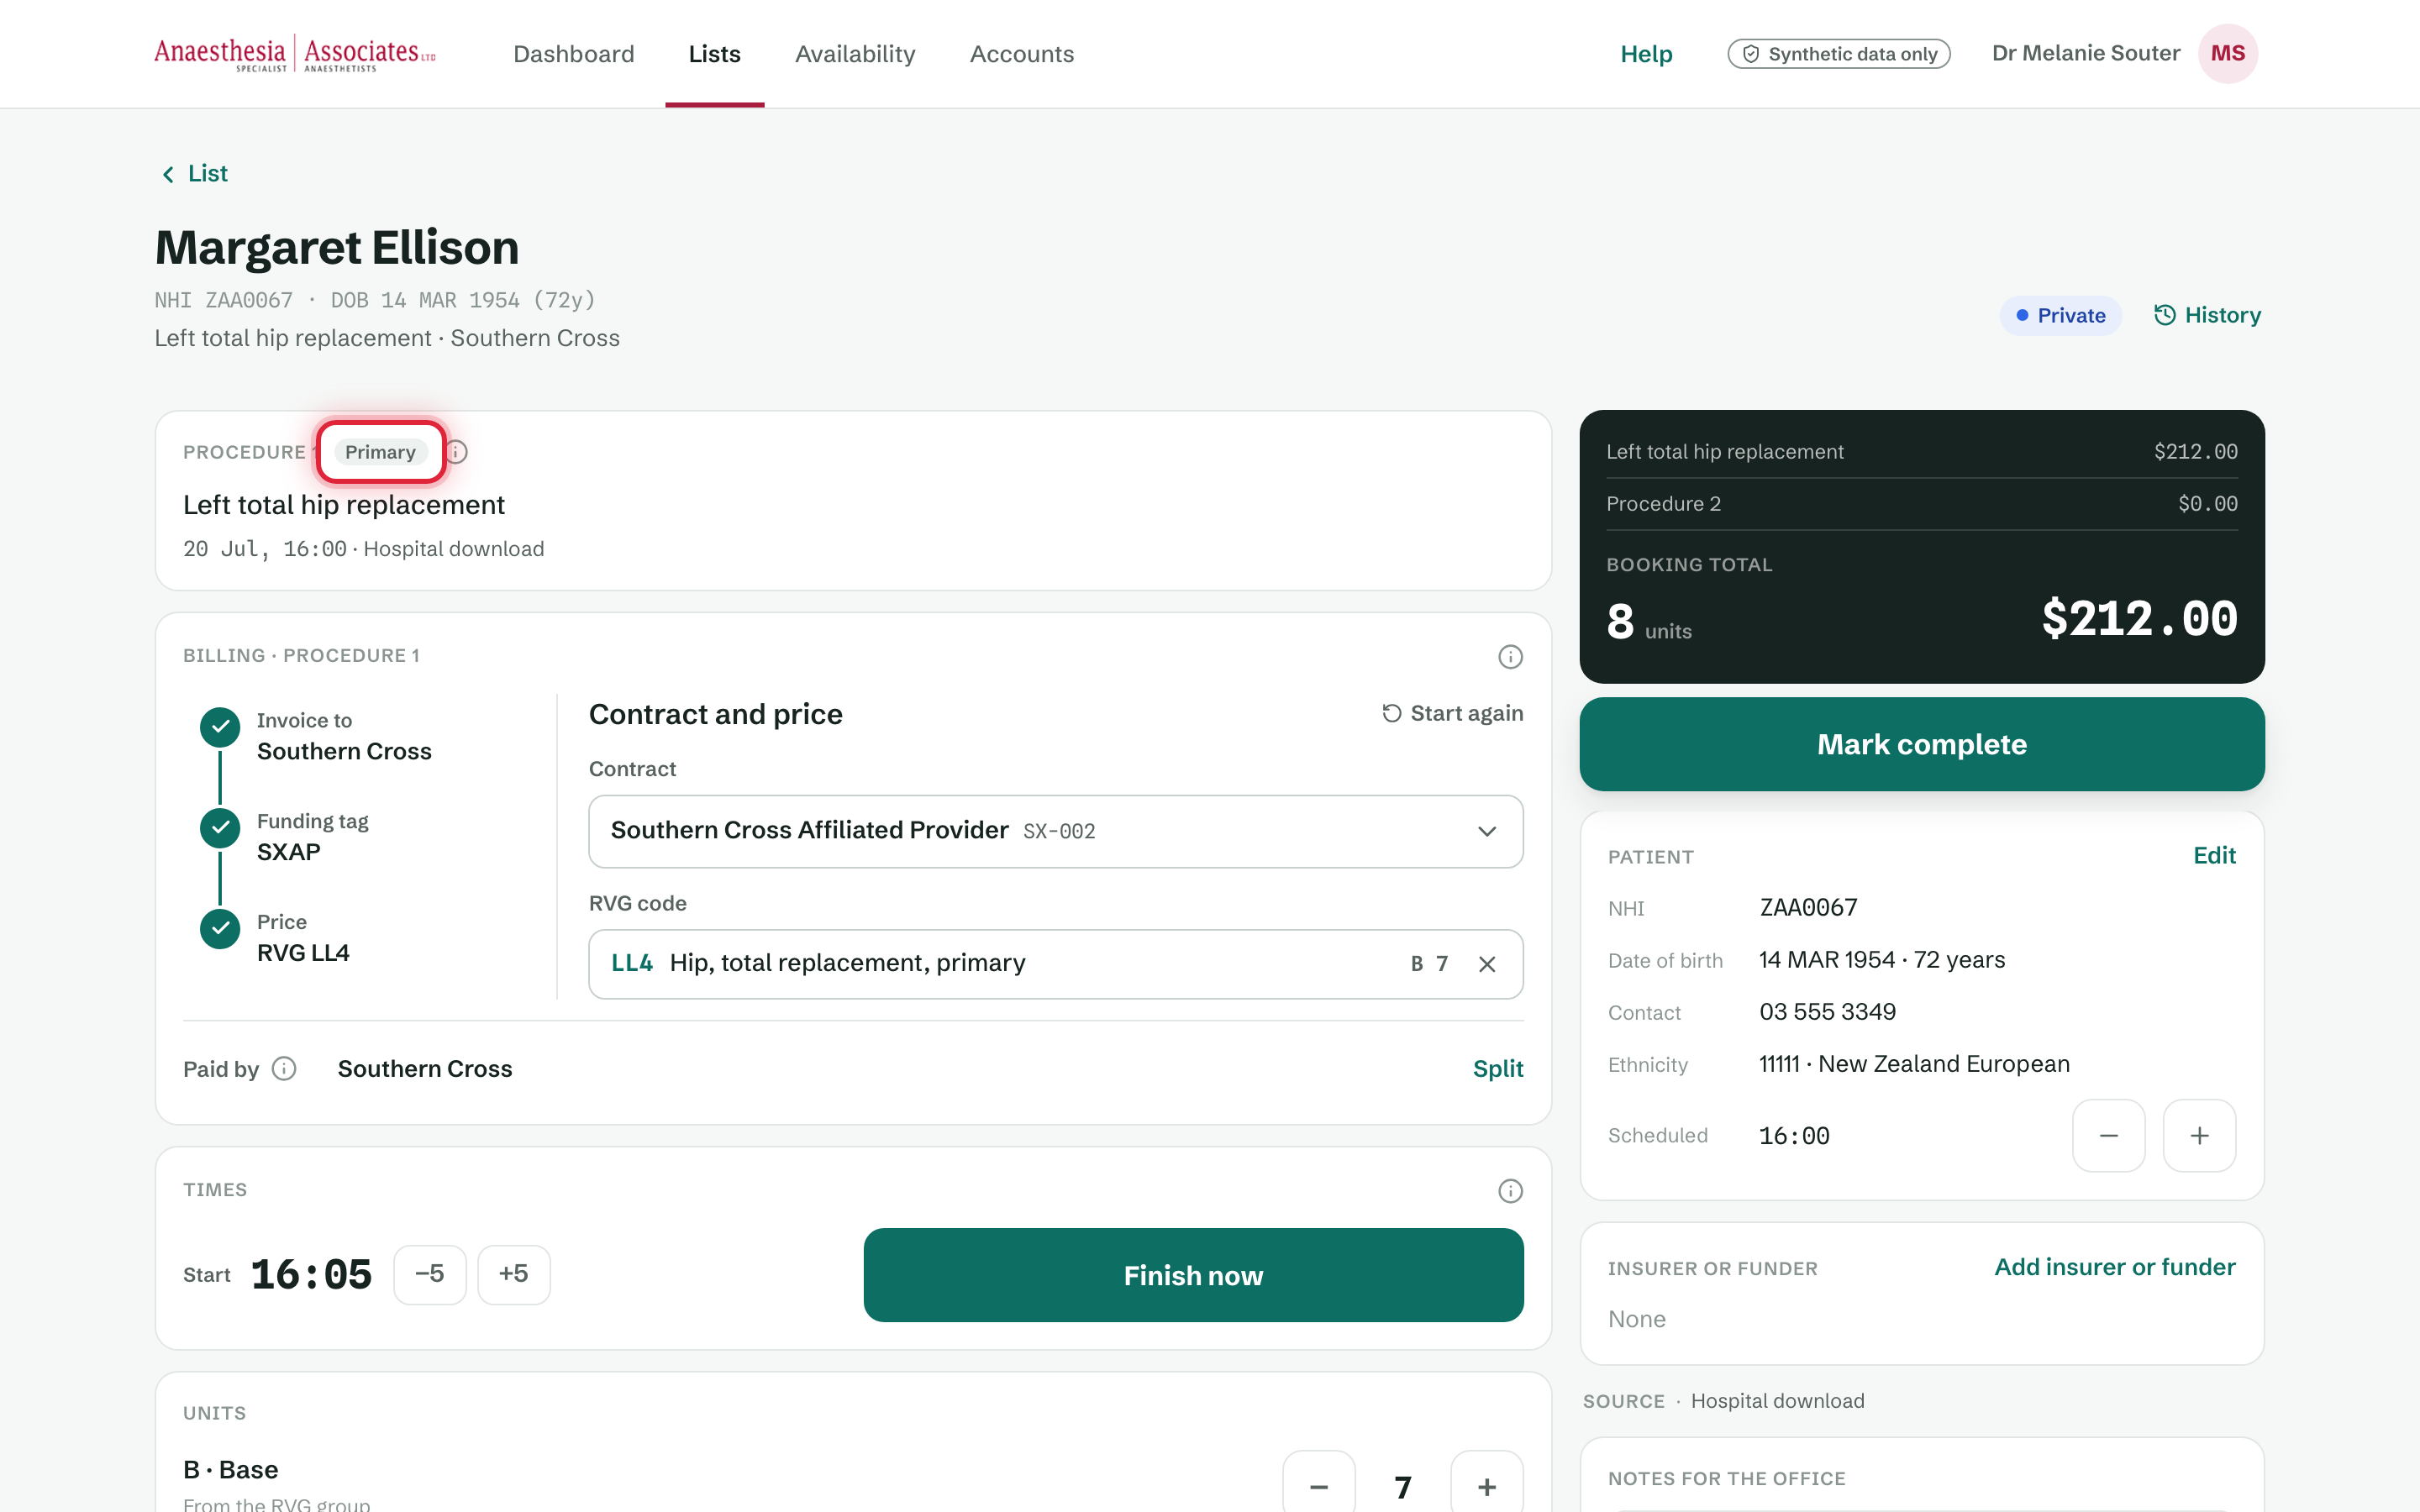 Anaesthesia | Associates LTD
SPECIALIST ANAESTHETISTS
Dashboard
Lists
Availability
Accounts
Help
Synthetic data only
Dr Melanie Souter
MS
List
Margaret Ellison
NHI ZAA0067 · DOB 14 MAR 1954 (72y)
Left total hip replacement · Southern Cross
Private
History
PROCEDURE
Primary
Left total hip replacement
20 Jul, 16:00 · Hospital download
BILLING · PROCEDURE 1
Invoice to
Southern Cross
Funding tag
SXAP
Price
RVG LL4
Contract and price
Start again
Contract
Southern Cross Affiliated Provider SX-002
RVG code
LL4 Hip, total replacement, primary B 7
Paid by
Southern Cross
Split
TIMES
Start 16:05 −5 +5
Finish now
UNITS
B · Base
From the RVG group
− 7 +
Left total hip replacement $212.00
Procedure 2 $0.00
BOOKING TOTAL
8 units $212.00
Mark complete
PATIENT
Edit
NHI ZAA0067
Date of birth 14 MAR 1954 · 72 years
Contact 03 555 3349
Ethnicity 11111 · New Zealand European
Scheduled 16:00 − +
INSURER OR FUNDER
Add insurer or funder
None
SOURCE · Hospital download
NOTES FOR THE OFFICE